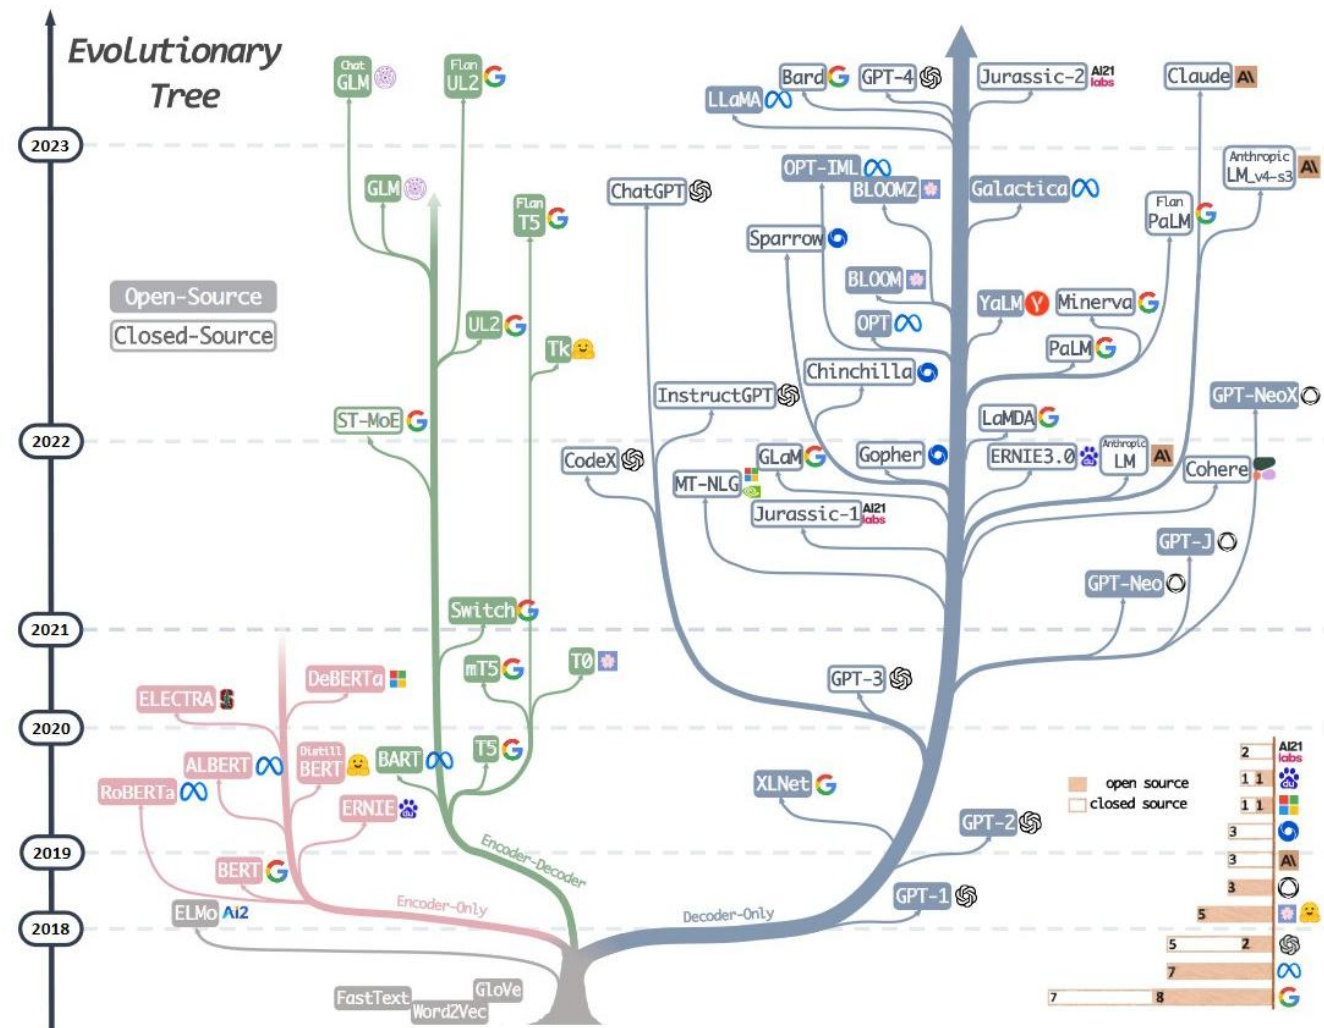 Evolutionary
Tree
2023
2022
2021
2020
2019
2018
Open-Source
Closed-Source
Chat
GLM
Flan
UL2
GLM
Flan
T5
UL2
Tk
ST-MoE
Switch
mT5
T0
T5
BART
Encoder-Decoder
DeBERTa
ELECTRA
ALBERT
Distill
BERT
RoBERTa
ERNIE
BERT
Encoder-Only
ELMo Ai2
FastText
Word2Vec
GloVe
Bard
GPT-4
Jurassic-2 AI21 labs
Claude A\
LLaMA
OPT-IML
BLOOMZ
Galactica
Anthropic
LM_v4-s3 A\
ChatGPT
Flan
PaLM
Sparrow
BLOOM
YaLM
Minerva
OPT
PaLM
Chinchilla
InstructGPT
GPT-NeoX
LaMDA
CodeX
GLaM
Gopher
ERNIE3.0 du
Anthropic
LM A\
Cohere
MT-NLG
Jurassic-1 AI21 labs
GPT-J
GPT-Neo
GPT-3
XLNet
GPT-2
GPT-1
Decoder-Only
open source
closed source
2 AI21 labs
1 1 du
1 1
3
3 A\
3
5
5 2
7
7 8